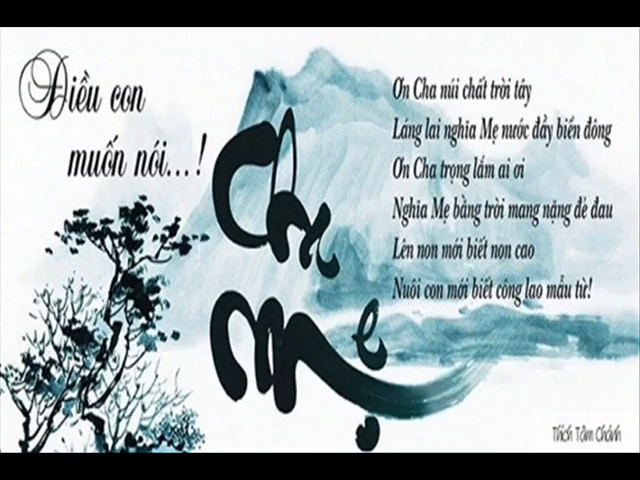 Điều con
muốn nói...!
Cha
Mẹ
Ơn Cha núi chất trời tây
Láng lai nghĩa Mẹ nước đầy biển đông
Ơn Cha trọng lắm ai ơi
Nghĩa Mẹ bằng trời mang nặng đẻ đau
Lên non mới biết non cao
Nuôi con mới biết công lao mẫu từ!
Thích Tâm Chánh